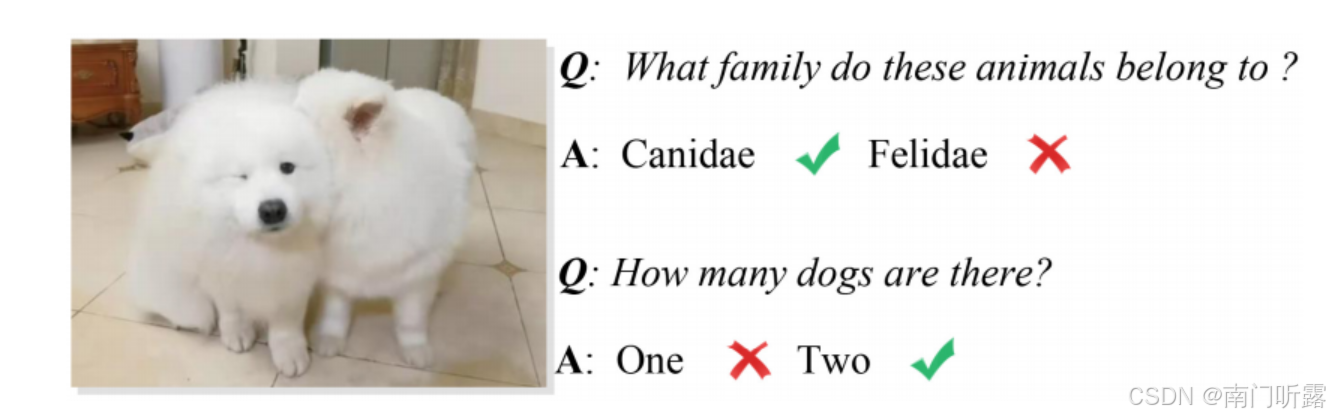 Q: What family do these animals belong to ?
A: Canidae ✓ Felidae ✗
Q: How many dogs are there?
A: One ✗ Two ✓
CSDN @南门听露